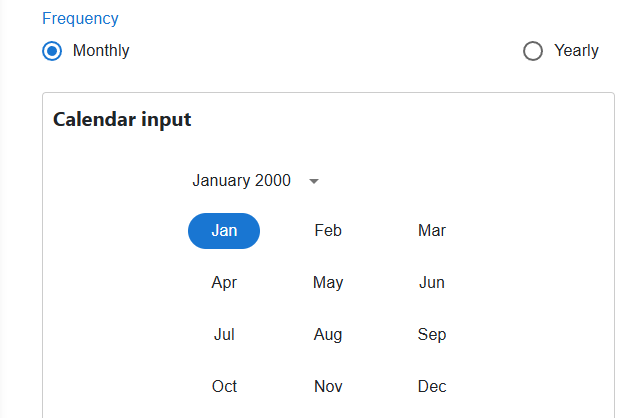 Frequency
Monthly Yearly
Calendar input
January 2000
Jan Feb Mar
Apr May Jun
Jul Aug Sep
Oct Nov Dec